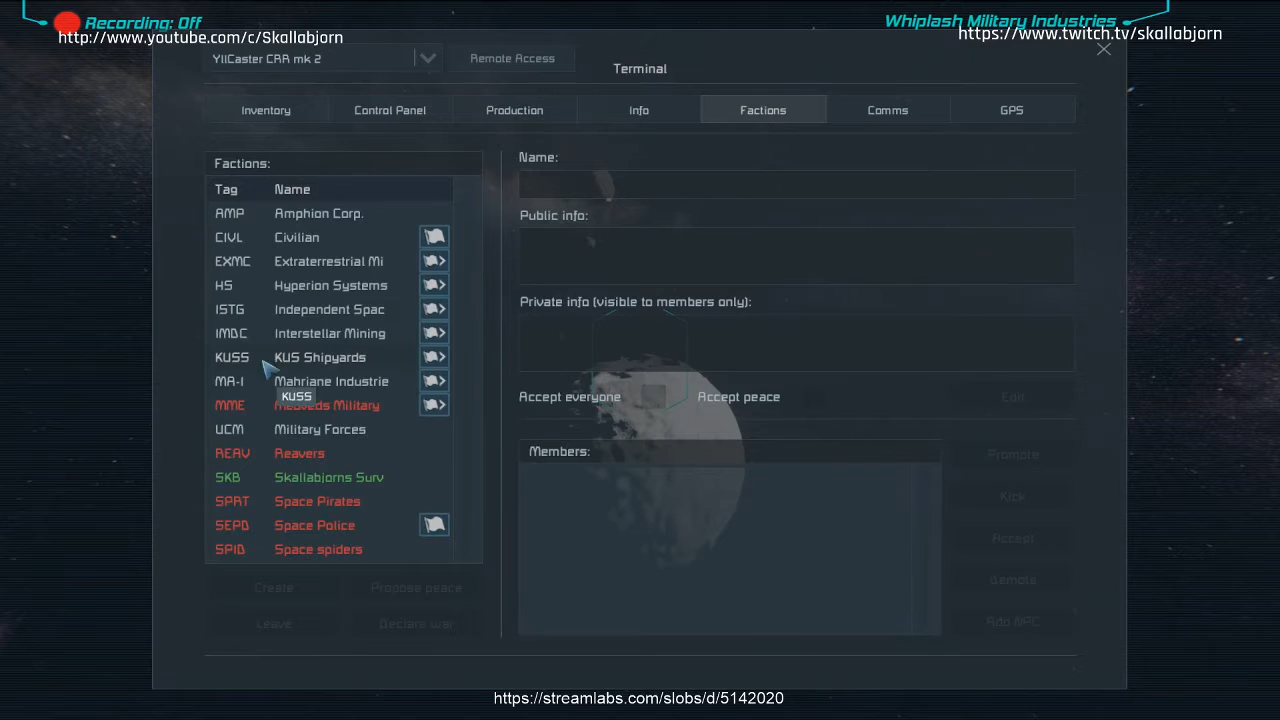 Recording: Off
Whiplash Military Industries
http://www.youtube.com/c/Skallabjorn
https://www.twitch.tv/skallabjorn
YllCaster CRR mk 2
Remote Access
Terminal
Inventory
Control Panel
Production
Info
Factions
Comms
GPS
Factions:
Tag Name
AMP Amphion Corp.
CIVL Civilian
EXMC Extraterrestrial Mi
HS Hyperion Systems
ISTG Independent Spac
IMDC Interstellar Mining
KUSS KUS Shipyards
MA-I Mahriane Industrie
KUSS
MME Medveds Military
UCM Military Forces
REAV Reavers
SKB Skallabjorns Surv
SPRT Space Pirates
SEPD Space Police
SPID Space spiders
Create
Propose peace
Leave
Declare war
Name:
Public info:
Private info (visible to members only):
Accept everyone
Accept peace
Edit
Members:
Promote
Kick
Accept
Demote
Add NPC
https://streamlabs.com/slobs/d/5142020